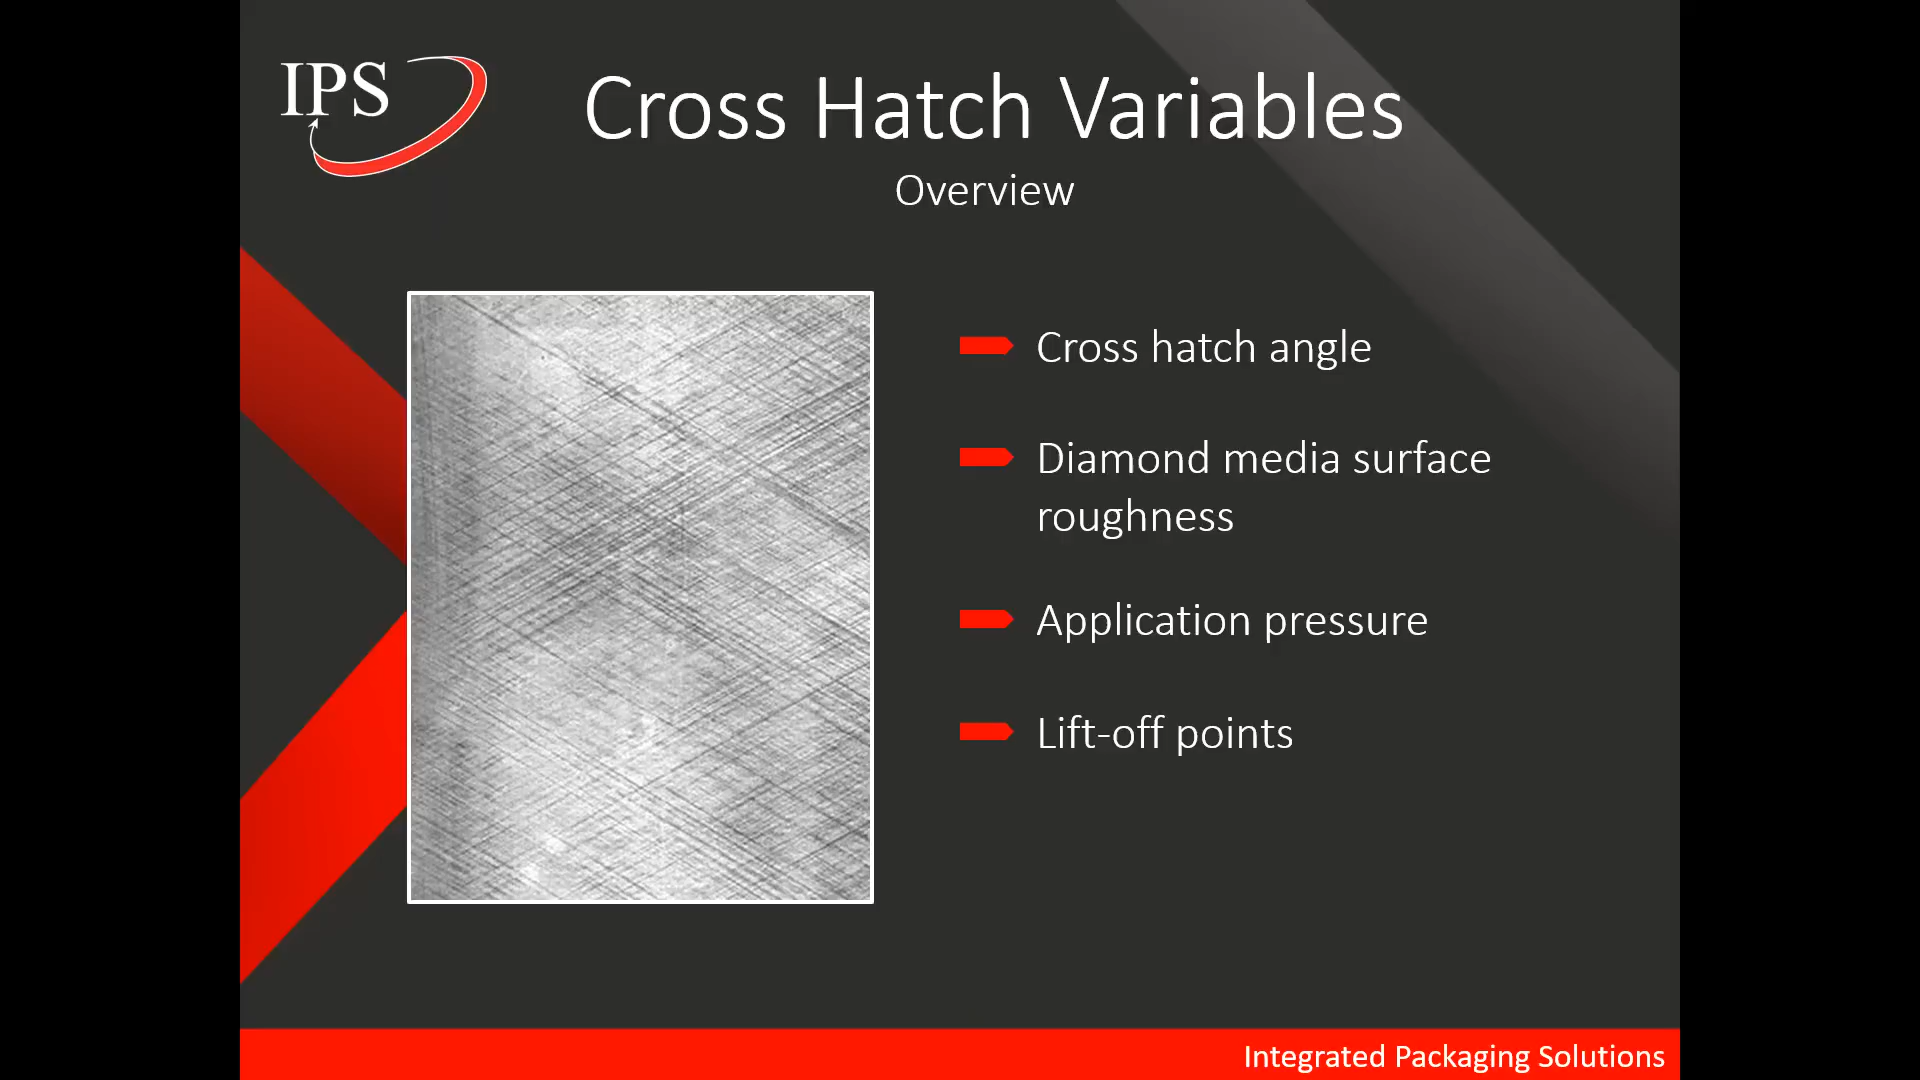 IPS
Cross Hatch Variables
Overview
Cross hatch angle
Diamond media surface
roughness
Application pressure
Lift-off points
Integrated Packaging Solutions